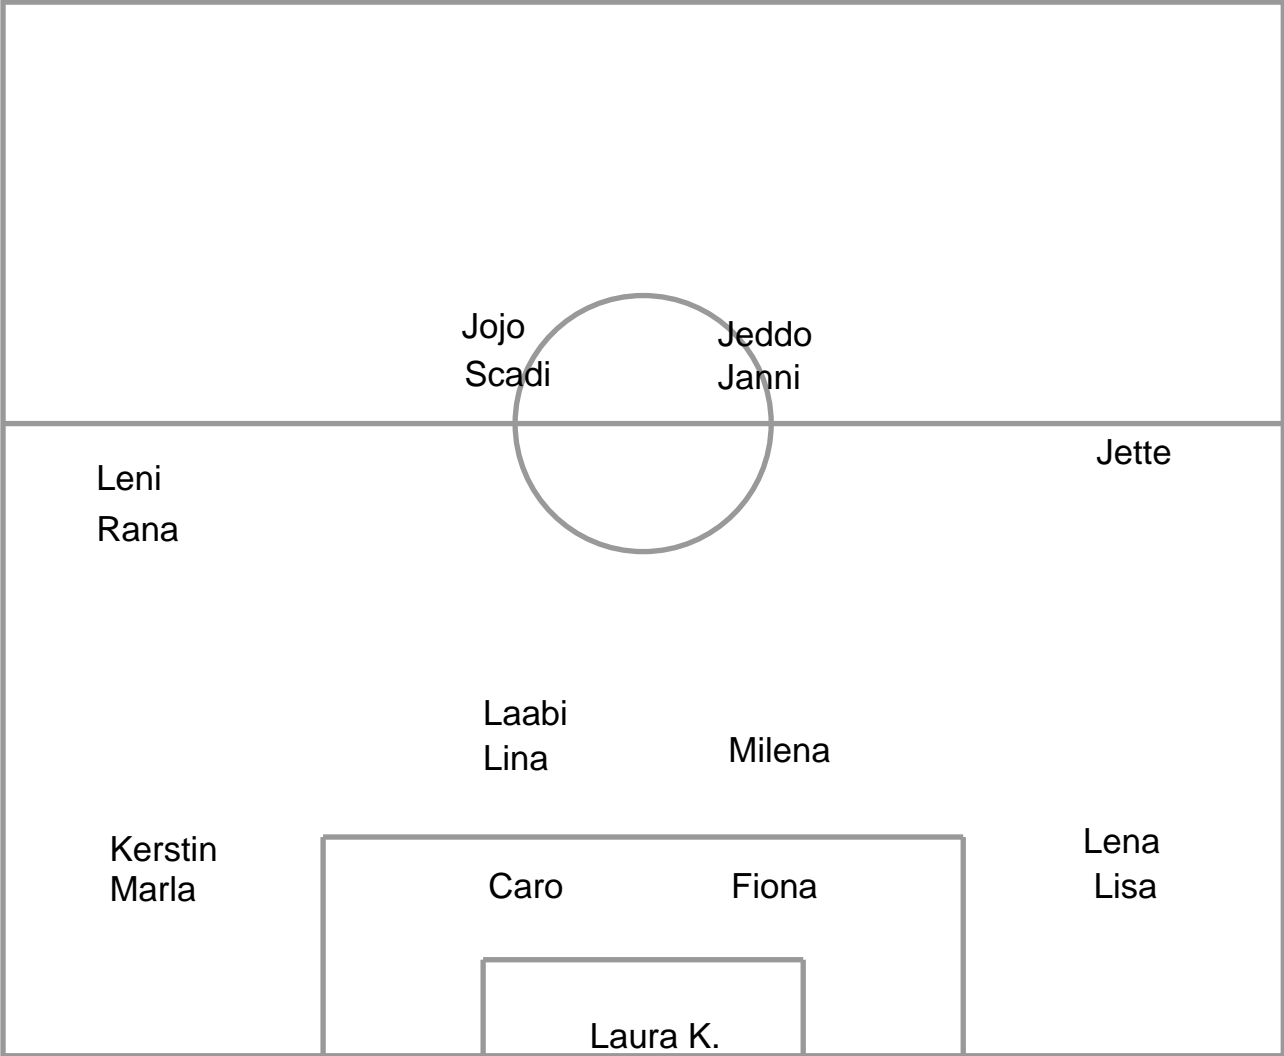 Jojo
Jeddo
Scadi
Janni
Jette
Leni
Rana
Laabi
Milena
Lina
Lena
Kerstin
Caro
Fiona
Lisa
Marla
Laura K.